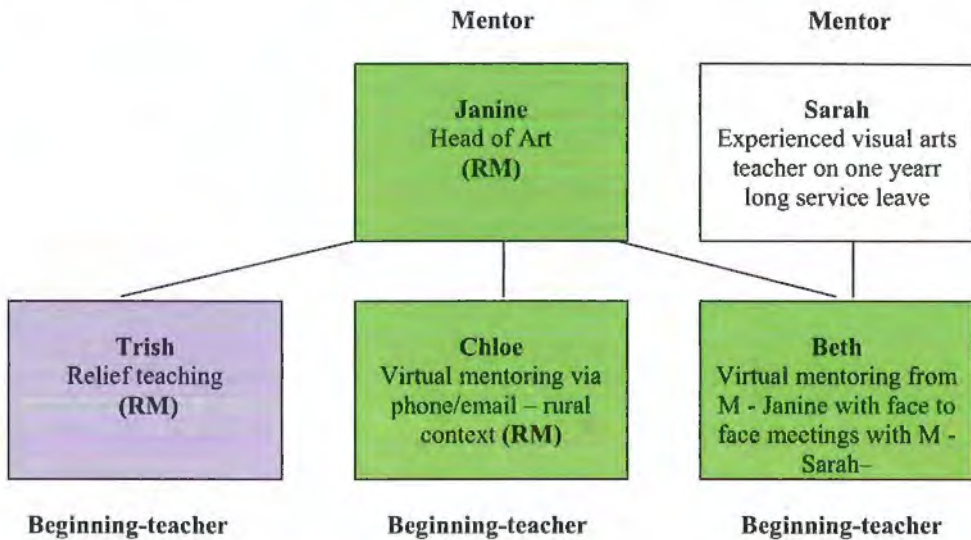 Mentor Mentor
Janine
Head of Art
(RM)
Sarah
Experienced visual arts
teacher on one yearr
long service leave
Trish
Relief teaching
(RM)
Chloe
Virtual mentoring via
phone/email – rural
context (RM)
Beth
Virtual mentoring from
M - Janine with face to
face meetings with M -
Sarah–
Beginning-teacher Beginning-teacher Beginning-teacher